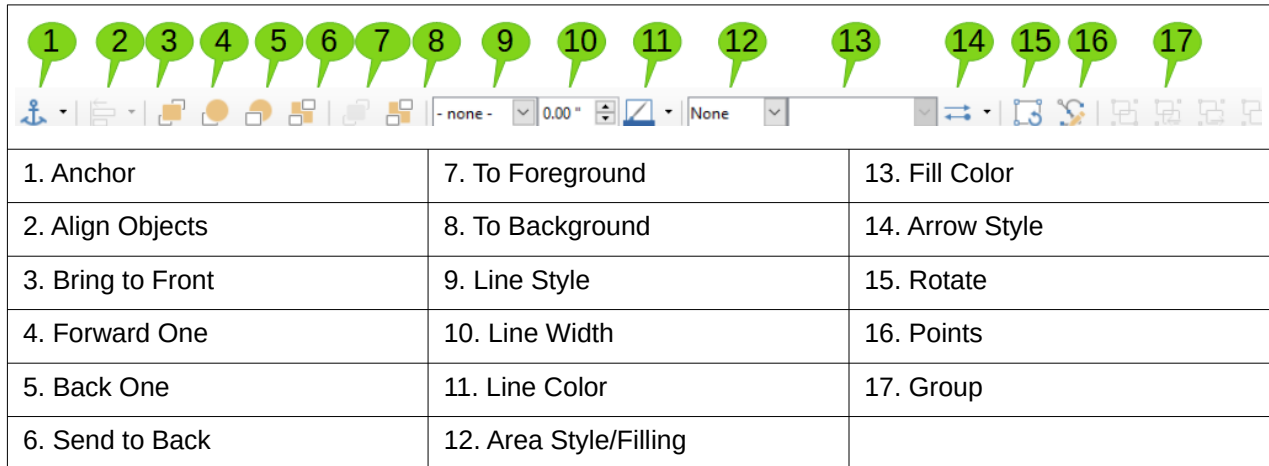 1 2 3 4 5 6 7 8 9 10 11 12 13 14 15 16 17
- none - 0.00 " None
1. Anchor 7. To Foreground 13. Fill Color
2. Align Objects 8. To Background 14. Arrow Style
3. Bring to Front 9. Line Style 15. Rotate
4. Forward One 10. Line Width 16. Points
5. Back One 11. Line Color 17. Group
6. Send to Back 12. Area Style/Filling